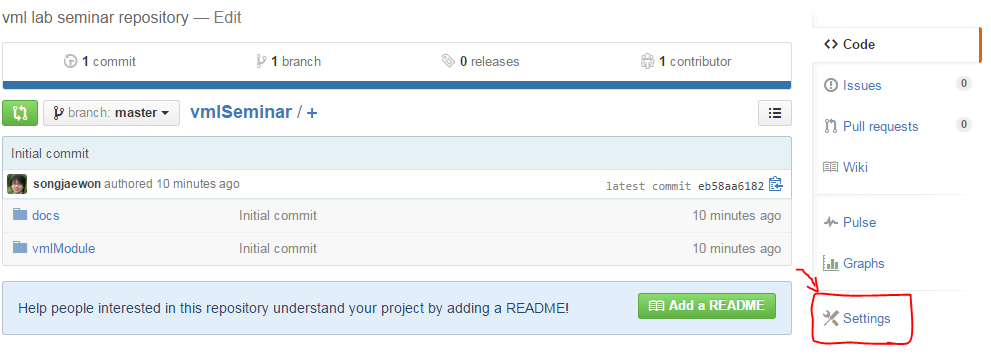 vml lab seminar repository — Edit
1 commit
1 branch
0 releases
1 contributor
branch: master
vmlSeminar / +
Initial commit
songjaewon authored 10 minutes ago
latest commit eb58aa6182
docs Initial commit 10 minutes ago
vmlModule Initial commit 10 minutes ago
Help people interested in this repository understand your project by adding a README!
Add a README
Code
Issues 0
Pull requests 0
Wiki
Pulse
Graphs
Settings